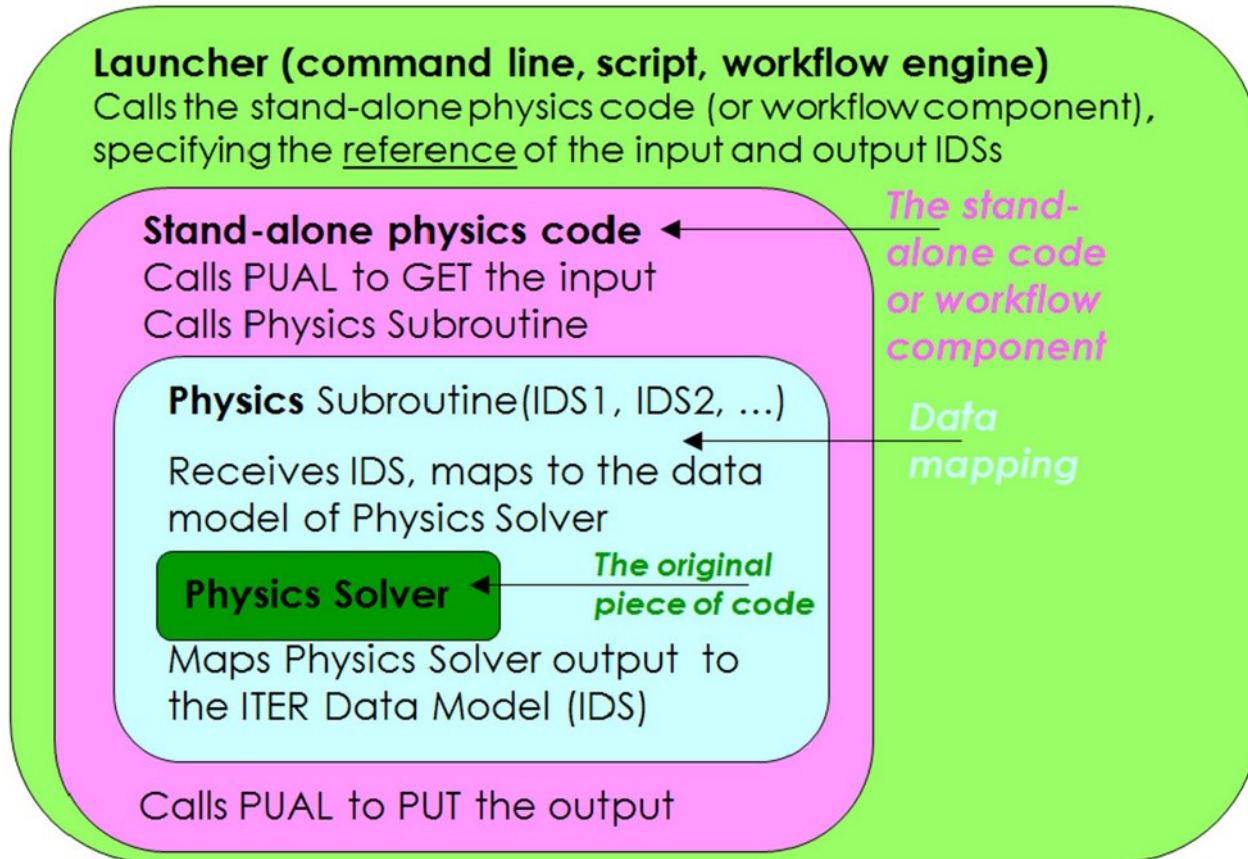 Launcher (command line, script, workflow engine)
Calls the stand-alone physics code (or workflow component),
specifying the reference of the input and output IDSs
The stand-
alone code
or workflow
component
Stand-alone physics code
Calls PUAL to GET the input
Calls Physics Subroutine
Physics Subroutine(IDS1, IDS2, ...)
Data
mapping
Receives IDS, maps to the data
model of Physics Solver
Physics Solver
The original
piece of code
Maps Physics Solver output to
the ITER Data Model (IDS)
Calls PUAL to PUT the output